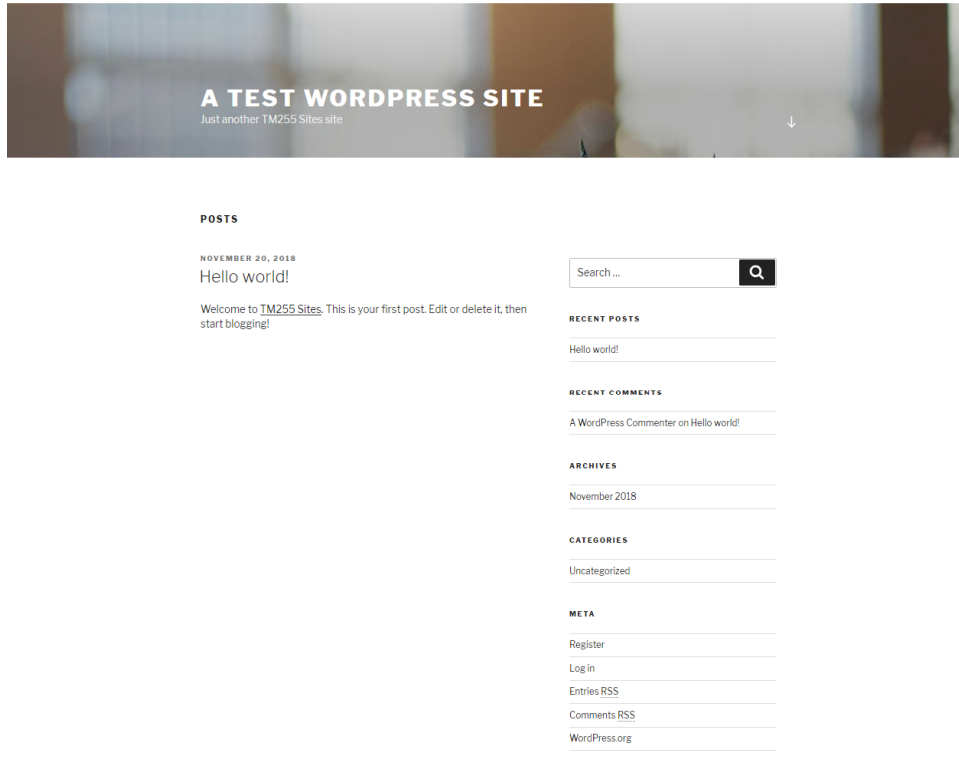 A TEST WORDPRESS SITE
Just another TM255 Sites site
POSTS
NOVEMBER 20, 2018
Hello world!
Welcome to TM255 Sites. This is your first post. Edit or delete it, then
start blogging!
Search ...
RECENT POSTS
Hello world!
RECENT COMMENTS
A WordPress Commenter on Hello world!
ARCHIVES
November 2018
CATEGORIES
Uncategorized
META
Register
Log in
Entries RSS
Comments RSS
WordPress.org